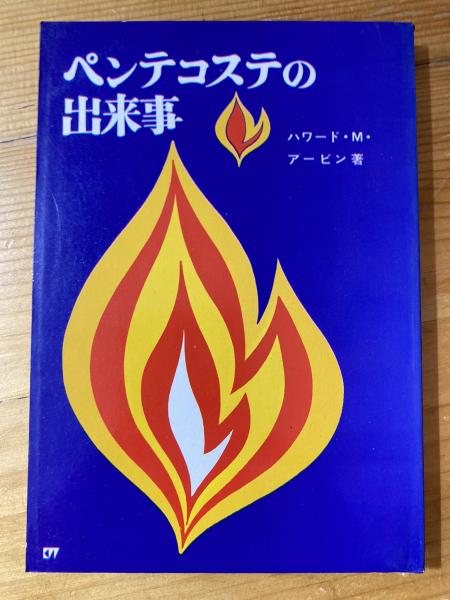 ペンテコステの
出来事
ハワード・M・
アービン著